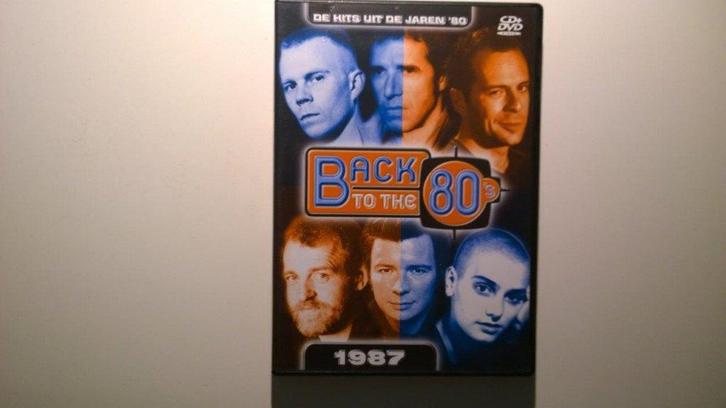 DE HITS UIT DE JAREN '80
CD+
DVD
BACK
TO THE
80's
1987